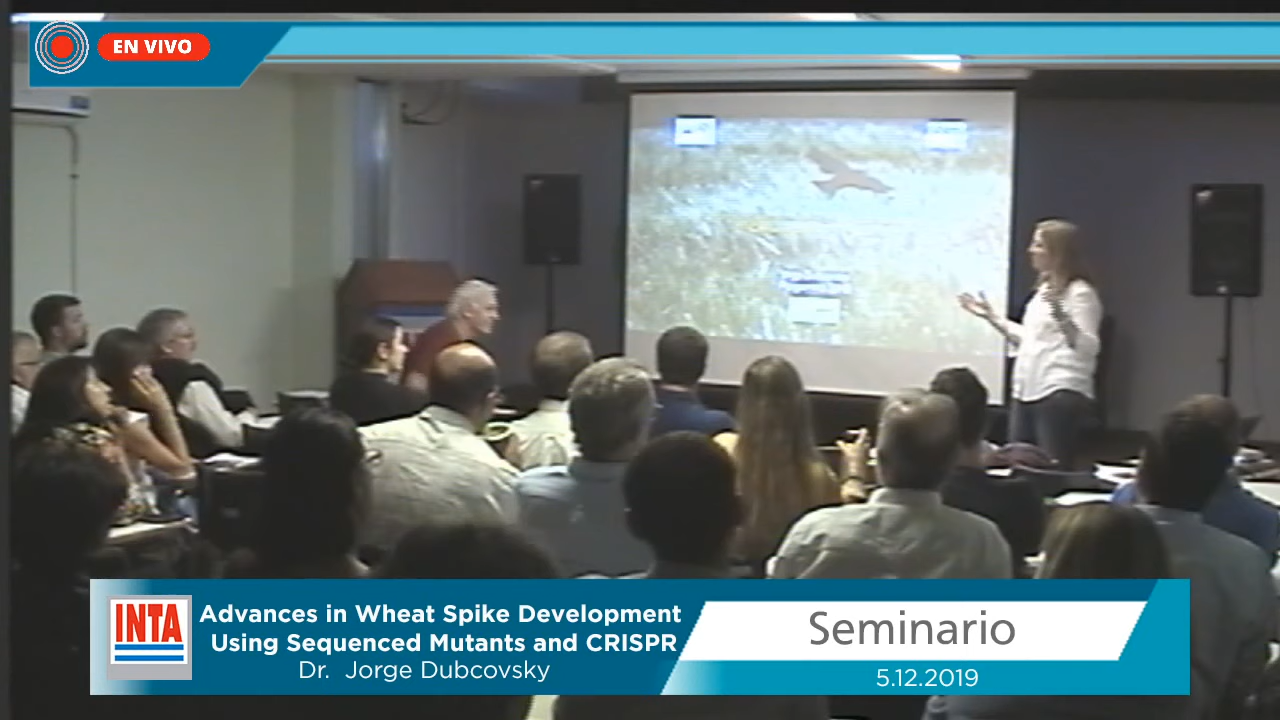 EN VIVO
INTA
Advances in Wheat Spike Development
Using Sequenced Mutants and CRISPR
Dr. Jorge Dubcovsky
Seminario
5.12.2019